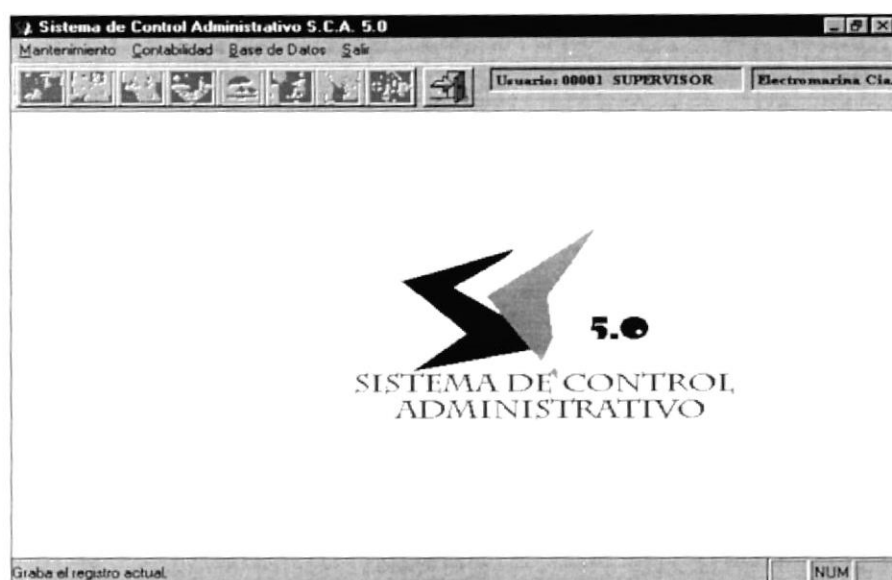 Sistema de Control Administrativo S.C.A. 5.0
Mantenimiento Contabilidad Base de Datos Salir
Usuario: 00001 SUPERVISOR Electromarina Cia
5.0
SISTEMA DE CONTROL
ADMINISTRATIVO
Graba el registro actual. NUM